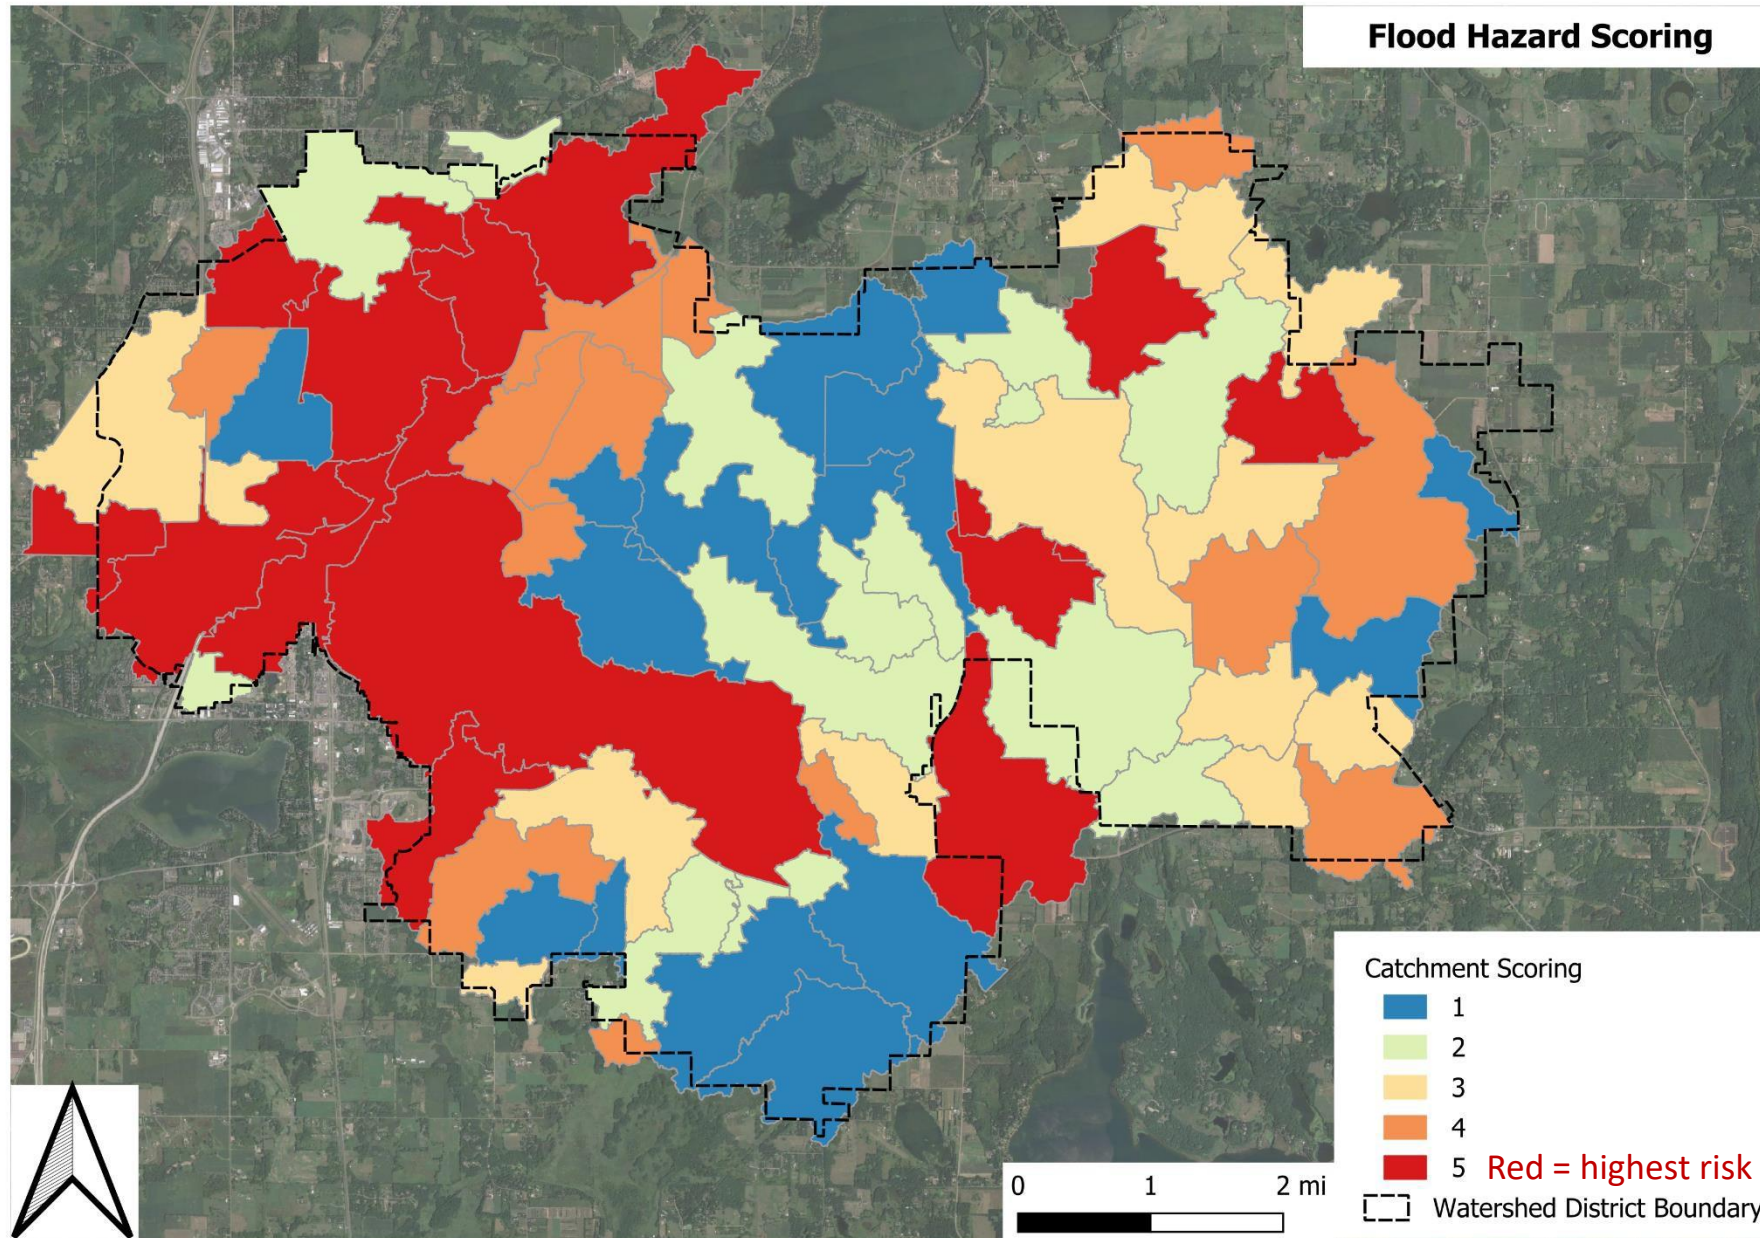 Flood Hazard Scoring
Catchment Scoring
1
2
3
4
5 Red = highest risk
Watershed District Boundary
0 1 2 mi